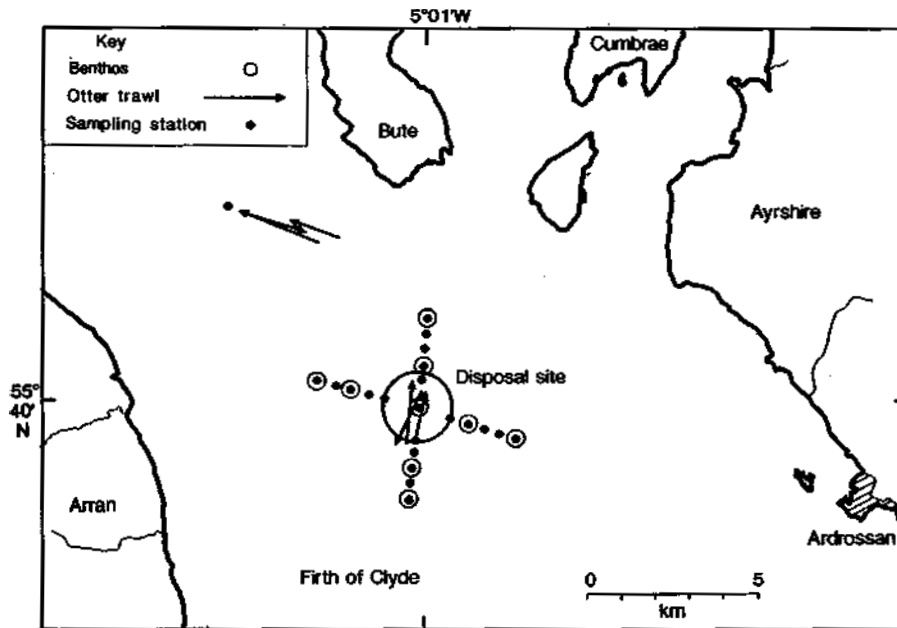 5°01'W
Key
Benthos
Otter trawl
Sampling station
Cumbrae
Bute
Ayrshire
Disposal site
55°
40'
N
Arran
Ardrossan
Firth of Clyde
0 5
km